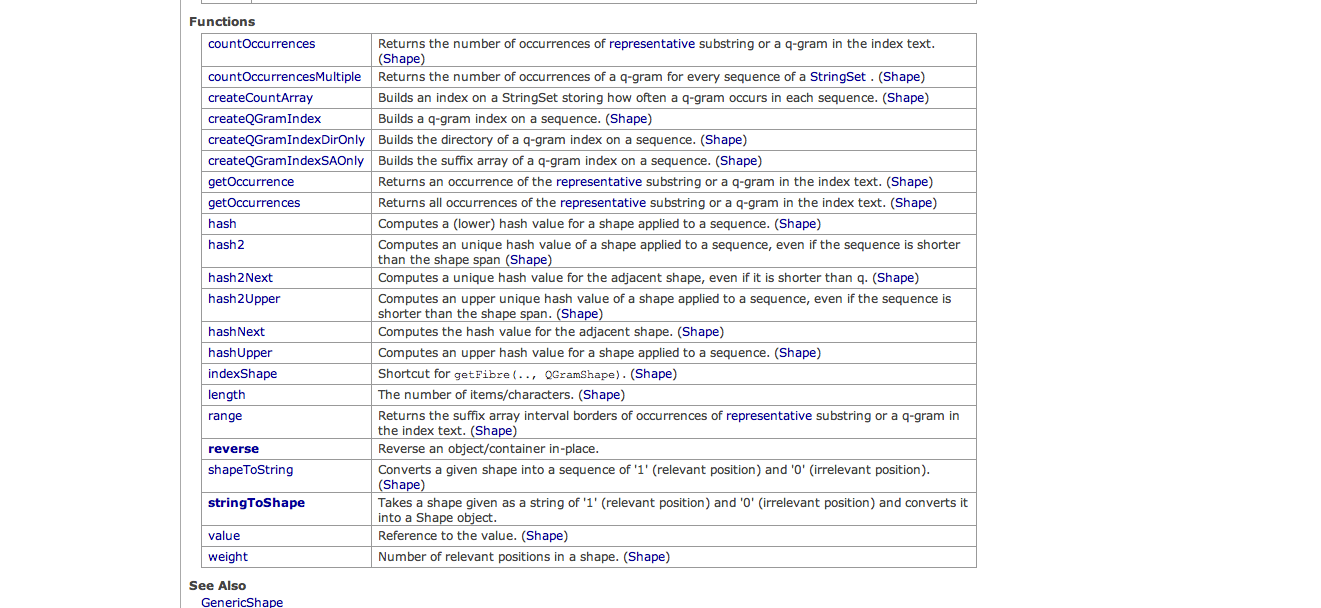 Functions
countOccurrences Returns the number of occurrences of representative substring or a q-gram in the index text.
(Shape)
countOccurrencesMultiple Returns the number of occurrences of a q-gram for every sequence of a StringSet . (Shape)
createCountArray Builds an index on a StringSet storing how often a q-gram occurs in each sequence. (Shape)
createQGramIndex Builds a q-gram index on a sequence. (Shape)
createQGramIndexDirOnly Builds the directory of a q-gram index on a sequence. (Shape)
createQGramIndexSAOnly Builds the suffix array of a q-gram index on a sequence. (Shape)
getOccurrence Returns an occurrence of the representative substring or a q-gram in the index text. (Shape)
getOccurrences Returns all occurrences of the representative substring or a q-gram in the index text. (Shape)
hash Computes a (lower) hash value for a shape applied to a sequence. (Shape)
hash2 Computes an unique hash value of a shape applied to a sequence, even if the sequence is shorter
than the shape span (Shape)
hash2Next Computes a unique hash value for the adjacent shape, even if it is shorter than q. (Shape)
hash2Upper Computes an upper unique hash value of a shape applied to a sequence, even if the sequence is
shorter than the shape span. (Shape)
hashNext Computes the hash value for the adjacent shape. (Shape)
hashUpper Computes an upper hash value for a shape applied to a sequence. (Shape)
indexShape Shortcut for getFibre(.., QGramShape). (Shape)
length The number of items/characters. (Shape)
range Returns the suffix array interval borders of occurrences of representative substring or a q-gram in
the index text. (Shape)
reverse Reverse an object/container in-place.
shapeToString Converts a given shape into a sequence of '1' (relevant position) and '0' (irrelevant position).
(Shape)
stringToShape Takes a shape given as a string of '1' (relevant position) and '0' (irrelevant position) and converts it
into a Shape object.
value Reference to the value. (Shape)
weight Number of relevant positions in a shape. (Shape)
See Also
GenericShape